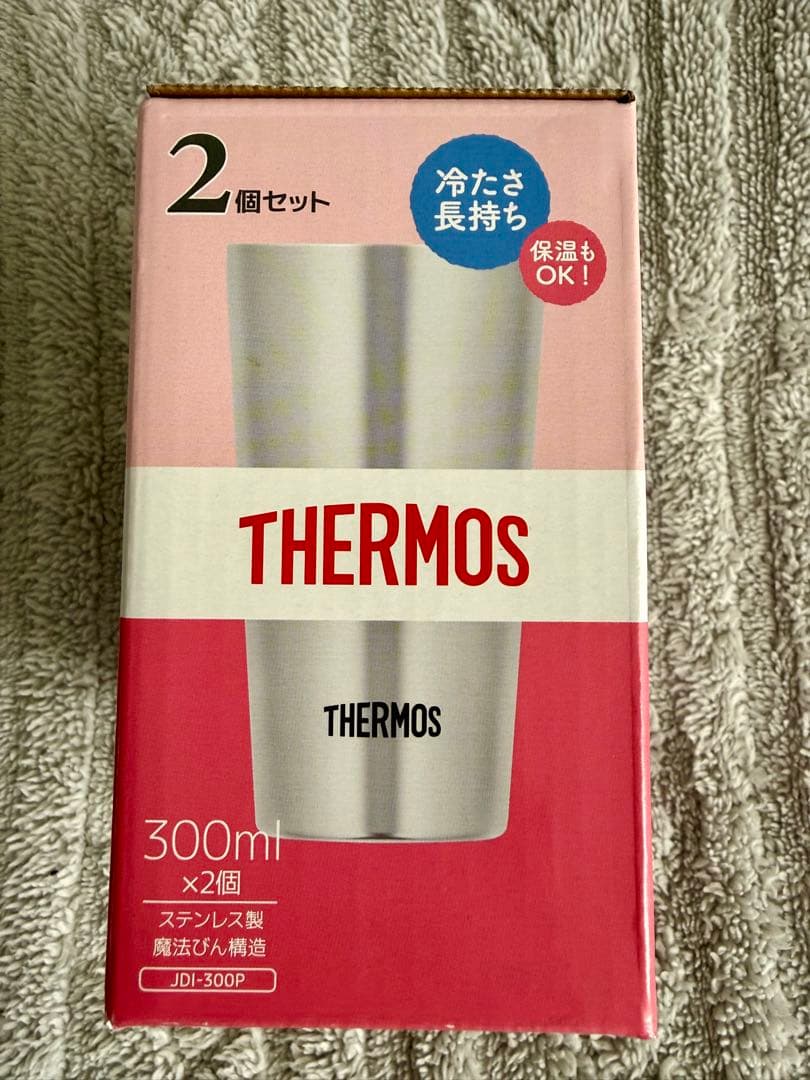 2個セット
冷たさ
長持ち
保温も
OK！
THERMOS
THERMOS
300ml
×2個
ステンレス製
魔法びん構造
JDI-300P